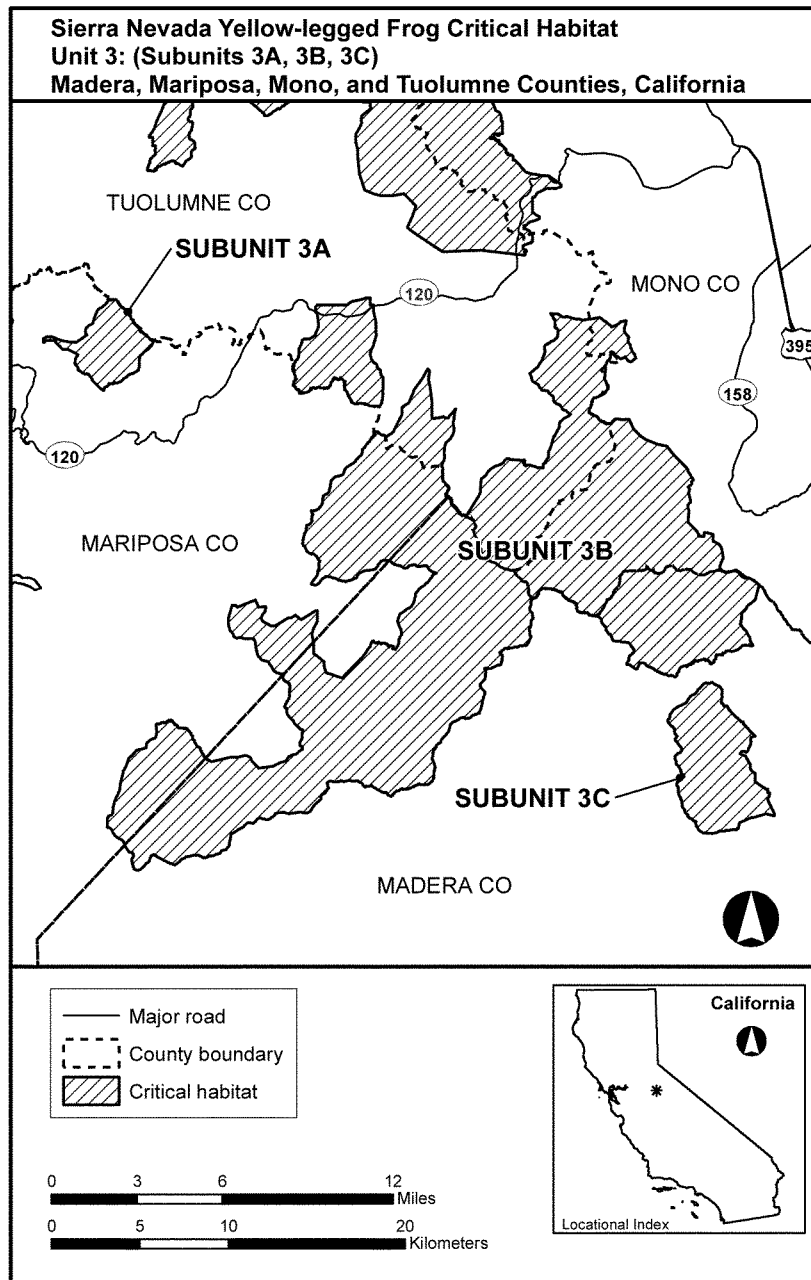 Sierra Nevada Yellow-legged Frog Critical Habitat
Unit 3: (Subunits 3A, 3B, 3C)
Madera, Mariposa, Mono, and Tuolumne Counties, California
TUOLUMNE CO
SUBUNIT 3A
MONO CO
120
395
158
120
MARIPOSA CO
SUBUNIT 3B
SUBUNIT 3C
MADERA CO
Major road
County boundary
Critical habitat
0 3 6 12
Miles
0 5 10 20
Kilometers
California
Locational Index